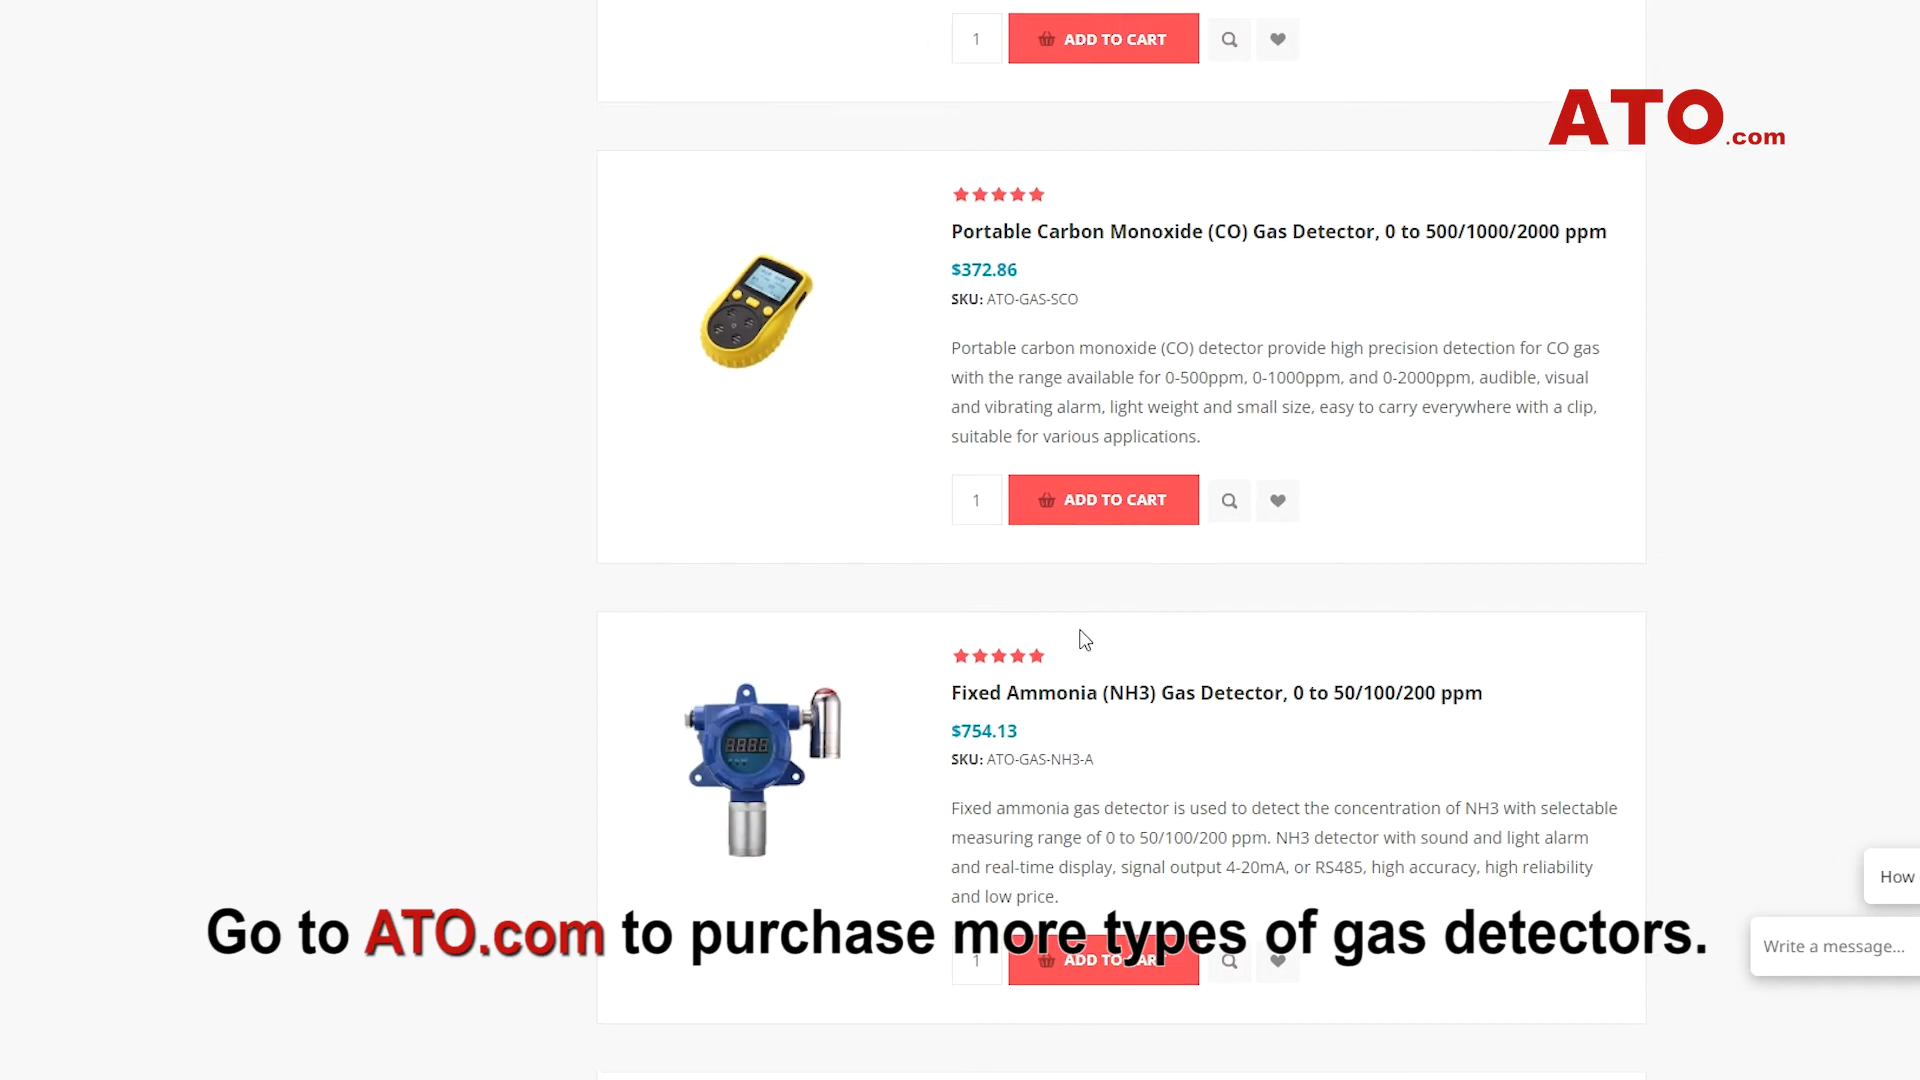 1 ADD TO CART
ATO.com
Portable Carbon Monoxide (CO) Gas Detector, 0 to 500/1000/2000 ppm
$372.86
SKU: ATO-GAS-SCO
Portable carbon monoxide (CO) detector provide high precision detection for CO gas
with the range available for 0-500ppm, 0-1000ppm, and 0-2000ppm, audible, visual
and vibrating alarm, light weight and small size, easy to carry everywhere with a clip,
suitable for various applications.
1 ADD TO CART
Fixed Ammonia (NH3) Gas Detector, 0 to 50/100/200 ppm
$754.13
SKU: ATO-GAS-NH3-A
Fixed ammonia gas detector is used to detect the concentration of NH3 with selectable
measuring range of 0 to 50/100/200 ppm. NH3 detector with sound and light alarm
and real-time display, signal output 4-20mA, or RS485, high accuracy, high reliability
and low price.
How
Go to ATO.com to purchase more types of gas detectors.
Write a message...
1 ADD TO CART